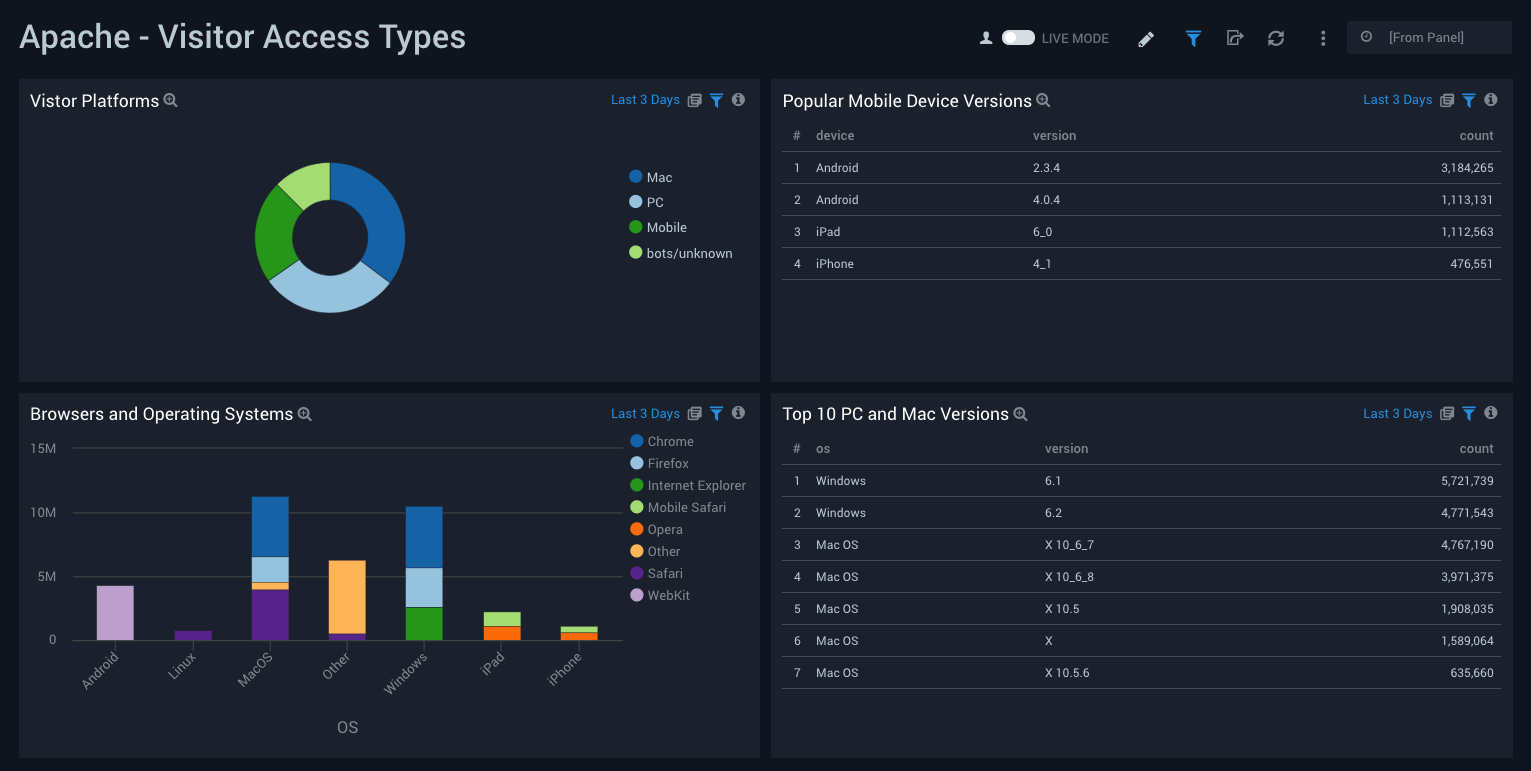 Apache - Visitor Access Types
LIVE MODE
[From Panel]
Vistor Platforms
Last 3 Days
Mac
PC
Mobile
bots/unknown
Popular Mobile Device Versions
Last 3 Days
# device version count
1 Android 2.3.4 3,184,265
2 Android 4.0.4 1,113,131
3 iPad 6_0 1,112,563
4 iPhone 4_1 476,551
Browsers and Operating Systems
Last 3 Days
15M
10M
5M
0
Android
Linux
MacOS
Other
Windows
iPad
iPhone
OS
Chrome
Firefox
Internet Explorer
Mobile Safari
Opera
Other
Safari
WebKit
Top 10 PC and Mac Versions
Last 3 Days
# os version count
1 Windows 6.1 5,721,739
2 Windows 6.2 4,771,543
3 Mac OS X 10_6_7 4,767,190
4 Mac OS X 10_6_8 3,971,375
5 Mac OS X 10.5 1,908,035
6 Mac OS X 1,589,064
7 Mac OS X 10.5.6 635,660